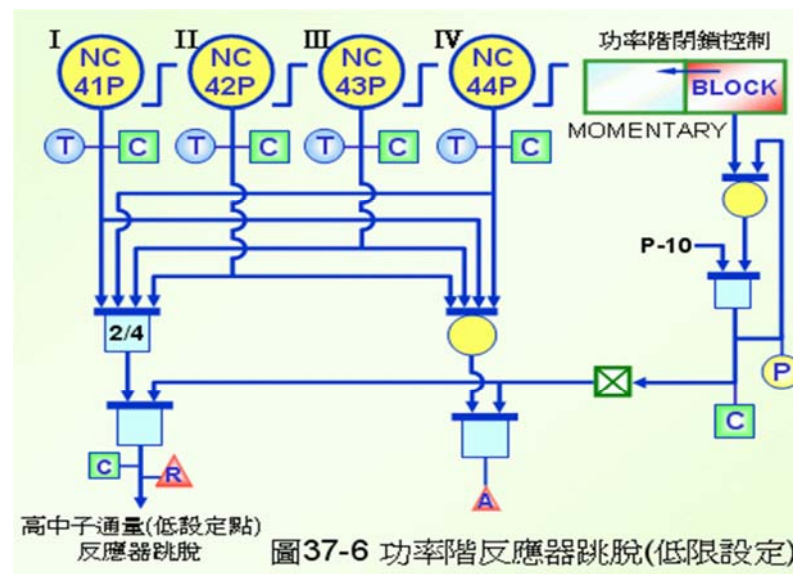 I II III IV 功率階閉鎖控制
NC NC NC NC
41P 42P 43P 44P
BLOCK
MOMENTARY
T C T C T C T C
P-10
2/4
P
C
C R
A
高中子通量(低設定點)
反應器跳脫
圖37-6 功率階反應器跳脫(低限設定)